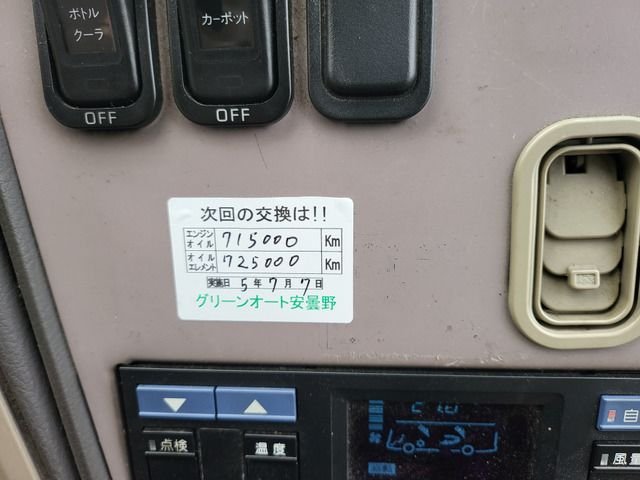 ボトル
クーラ
OFF
カーポット
OFF
次回の交換は!!
エンジン
オイル 715000 Km
オイル
エレメント 725000 Km
実施日 5年7月7日
グリーンオート安曇野
点検
温度
自
風量